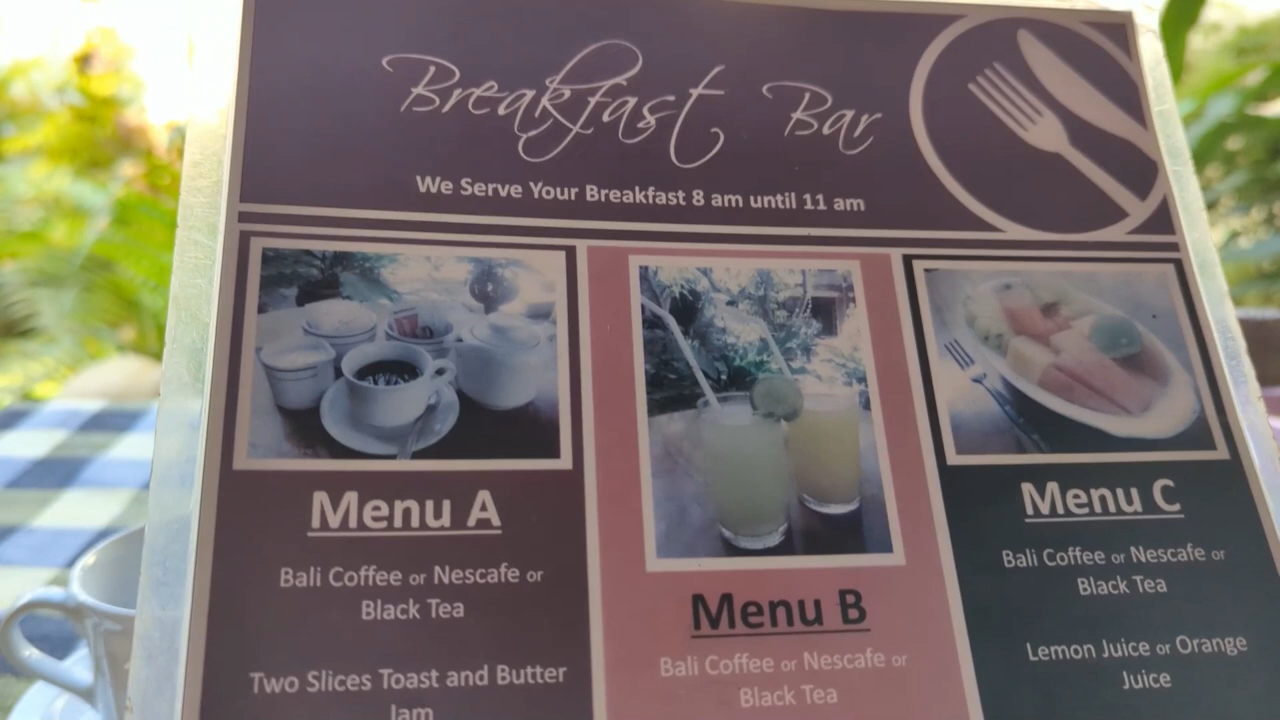 Breakfast Bar
We Serve Your Breakfast 8 am until 11 am
Menu A
Bali Coffee or Nescafe or
Black Tea
Two Slices Toast and Butter
Jam
Menu B
Bali Coffee or Nescafe or
Black Tea
Menu C
Bali Coffee or Nescafe or
Black Tea
Lemon Juice or Orange
Juice